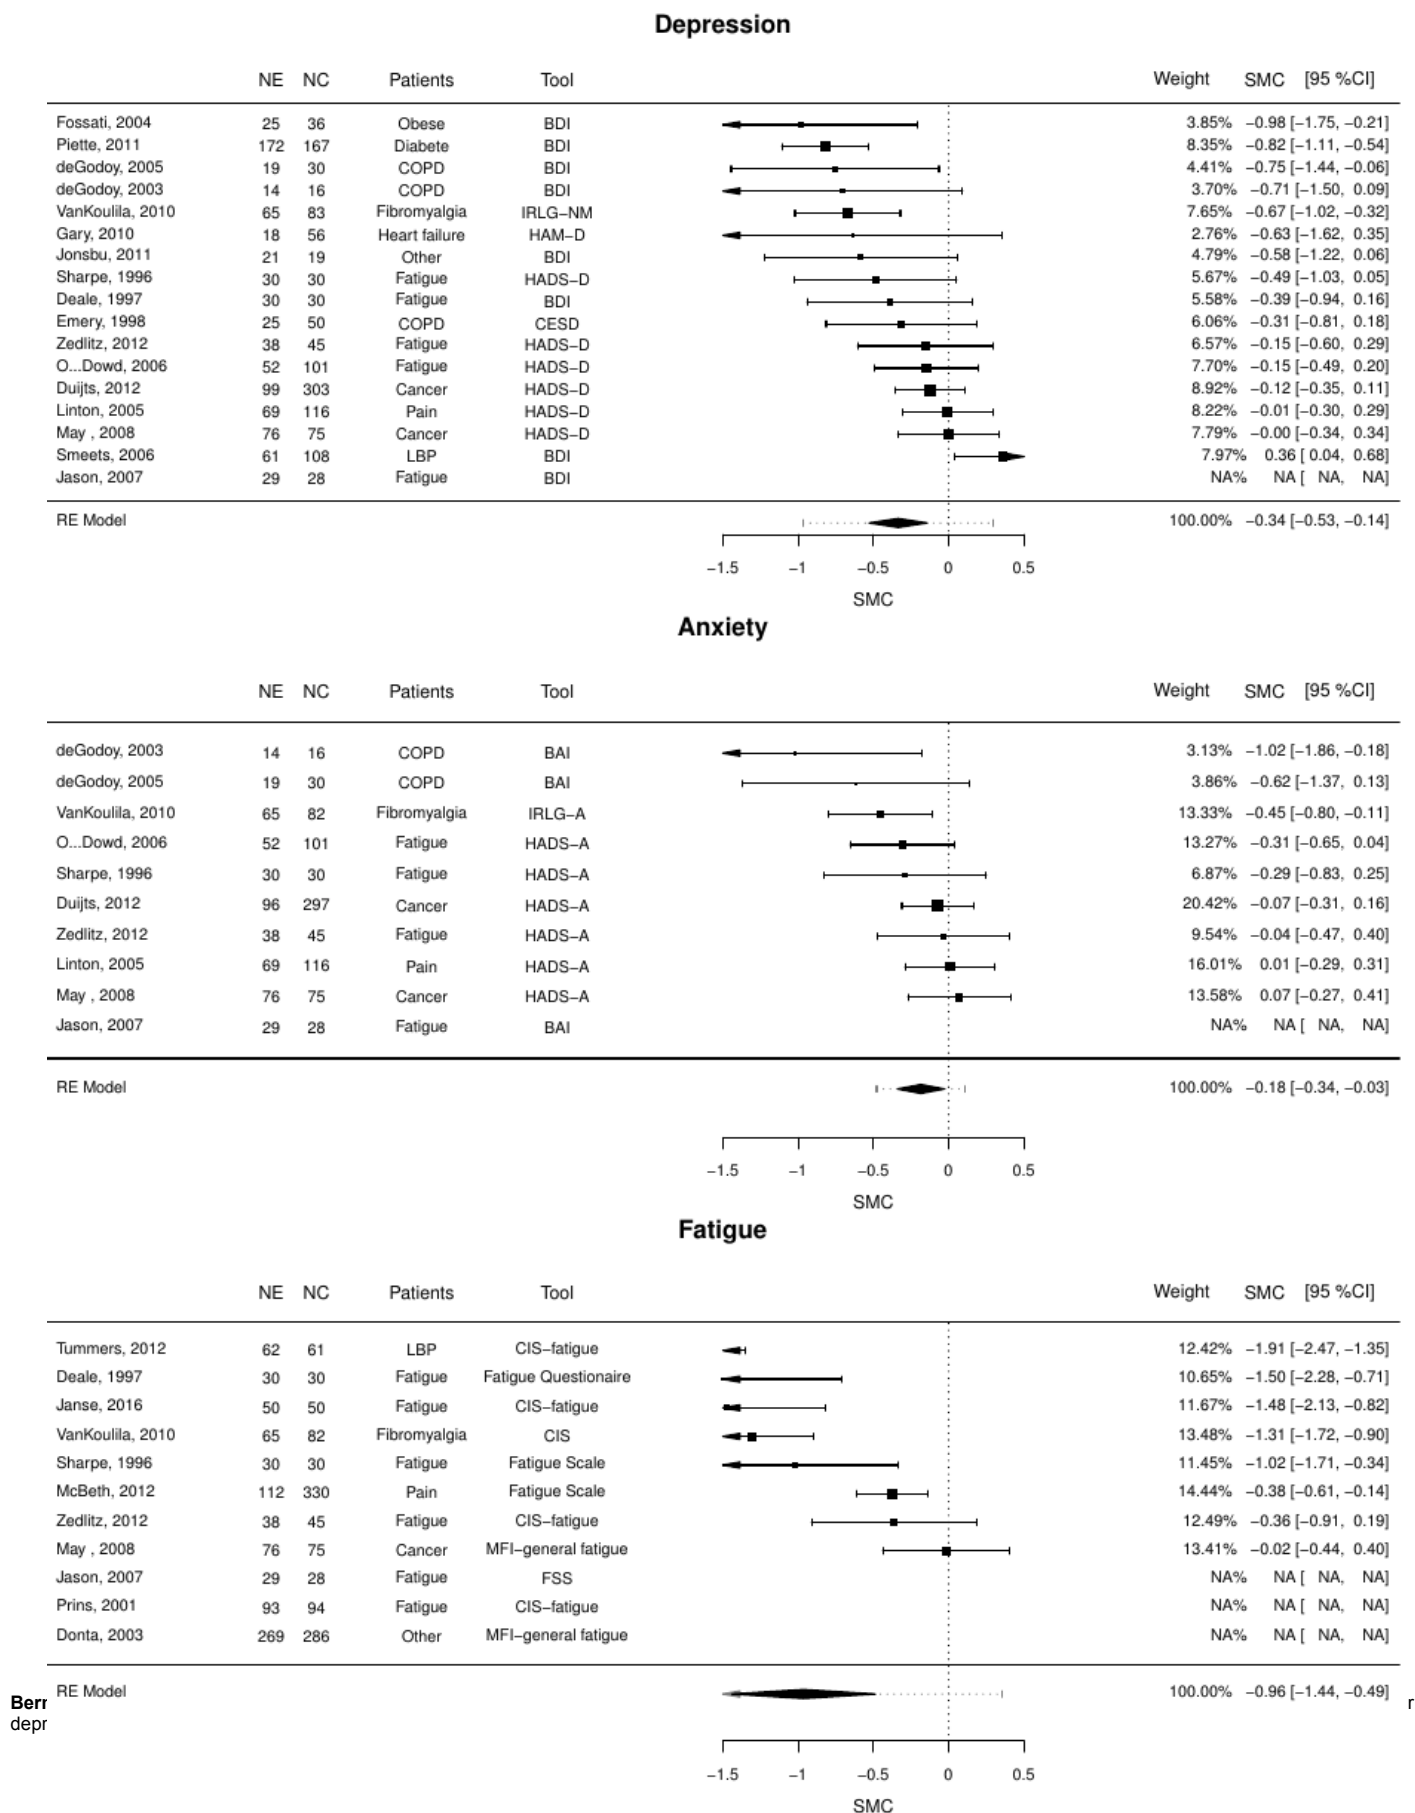 Depression
NE NC Patients Tool Weight SMC [95 %CI]
Fossati, 2004 25 36 Obese BDI 3.85% −0.98 [−1.75, −0.21]
Piette, 2011 172 167 Diabete BDI 8.35% −0.82 [−1.11, −0.54]
deGodoy, 2005 19 30 COPD BDI 4.41% −0.75 [−1.44, −0.06]
deGodoy, 2003 14 16 COPD BDI 3.70% −0.71 [−1.50, 0.09]
VanKoulila, 2010 65 83 Fibromyalgia IRLG−NM 7.65% −0.67 [−1.02, −0.32]
Gary, 2010 18 56 Heart failure HAM−D 2.76% −0.63 [−1.62, 0.35]
Jonsbu, 2011 21 19 Other BDI 4.79% −0.58 [−1.22, 0.06]
Sharpe, 1996 30 30 Fatigue HADS−D 5.67% −0.49 [−1.03, 0.05]
Deale, 1997 30 30 Fatigue BDI 5.58% −0.39 [−0.94, 0.16]
Emery, 1998 25 50 COPD CESD 6.06% −0.31 [−0.81, 0.18]
Zedlitz, 2012 38 45 Fatigue HADS−D 6.57% −0.15 [−0.60, 0.29]
O...Dowd, 2006 52 101 Fatigue HADS−D 7.70% −0.15 [−0.49, 0.20]
Duijts, 2012 99 303 Cancer HADS−D 8.92% −0.12 [−0.35, 0.11]
Linton, 2005 69 116 Pain HADS−D 8.22% −0.01 [−0.30, 0.29]
May , 2008 76 75 Cancer HADS−D 7.79% −0.00 [−0.34, 0.34]
Smeets, 2006 61 108 LBP BDI 7.97% 0.36 [ 0.04, 0.68]
Jason, 2007 29 28 Fatigue BDI NA% NA [ NA, NA]
RE Model 100.00% −0.34 [−0.53, −0.14]
−1.5 −1 −0.5 0 0.5
SMC
Anxiety
NE NC Patients Tool Weight SMC [95 %CI]
deGodoy, 2003 14 16 COPD BAI 3.13% −1.02 [−1.86, −0.18]
deGodoy, 2005 19 30 COPD BAI 3.86% −0.62 [−1.37, 0.13]
VanKoulila, 2010 65 82 Fibromyalgia IRLG−A 13.33% −0.45 [−0.80, −0.11]
O...Dowd, 2006 52 101 Fatigue HADS−A 13.27% −0.31 [−0.65, 0.04]
Sharpe, 1996 30 30 Fatigue HADS−A 6.87% −0.29 [−0.83, 0.25]
Duijts, 2012 96 297 Cancer HADS−A 20.42% −0.07 [−0.31, 0.16]
Zedlitz, 2012 38 45 Fatigue HADS−A 9.54% −0.04 [−0.47, 0.40]
Linton, 2005 69 116 Pain HADS−A 16.01% 0.01 [−0.29, 0.31]
May , 2008 76 75 Cancer HADS−A 13.58% 0.07 [−0.27, 0.41]
Jason, 2007 29 28 Fatigue BAI NA% NA [ NA, NA]
RE Model 100.00% −0.18 [−0.34, −0.03]
−1.5 −1 −0.5 0 0.5
SMC
Fatigue
NE NC Patients Tool Weight SMC [95 %CI]
Tummers, 2012 62 61 LBP CIS−fatigue 12.42% −1.91 [−2.47, −1.35]
Deale, 1997 30 30 Fatigue Fatigue Questionaire 10.65% −1.50 [−2.28, −0.71]
Janse, 2016 50 50 Fatigue CIS−fatigue 11.67% −1.48 [−2.13, −0.82]
VanKoulila, 2010 65 82 Fibromyalgia CIS 13.48% −1.31 [−1.72, −0.90]
Sharpe, 1996 30 30 Fatigue Fatigue Scale 11.45% −1.02 [−1.71, −0.34]
McBeth, 2012 112 330 Pain Fatigue Scale 14.44% −0.38 [−0.61, −0.14]
Zedlitz, 2012 38 45 Fatigue CIS−fatigue 12.49% −0.36 [−0.91, 0.19]
May , 2008 76 75 Cancer MFI−general fatigue 13.41% −0.02 [−0.44, 0.40]
Jason, 2007 29 28 Fatigue FSS NA% NA [ NA, NA]
Prins, 2001 93 94 Fatigue CIS−fatigue NA% NA [ NA, NA]
Donta, 2003 269 286 Other MFI−general fatigue NA% NA [ NA, NA]
RE Model 100.00% −0.96 [−1.44, −0.49]
Berr r
depr
−1.5 −1 −0.5 0 0.5
SMC